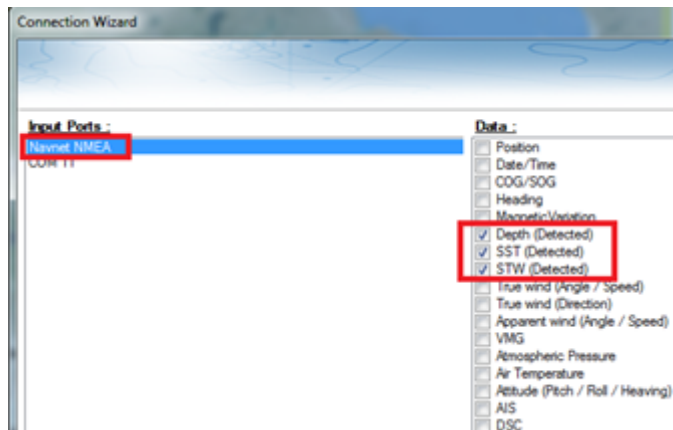 Connection Wizard
Input Ports :
Navnet NMEA
COM 11
Data :
Position
Date/Time
COG/SOG
Heading
Magnetic Variation
Depth (Detected)
SST (Detected)
STW (Detected)
True wind (Angle / Speed)
True wind (Direction)
Apparent wind (Angle / Speed)
VMG
Atmospheric Pressure
Air Temperature
Attitude (Pitch / Roll / Heaving)
AIS
DSC